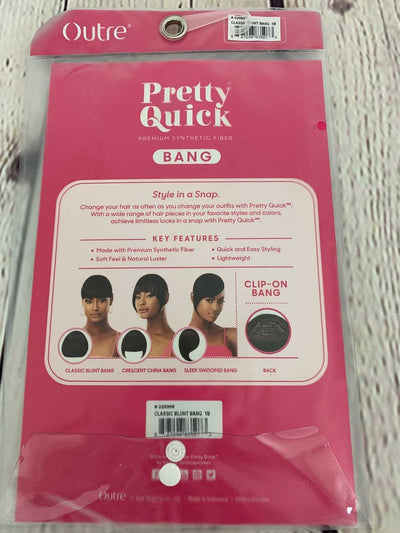 Outre®
CLASSIC BLUNT BANG 1B
Pretty
Quick®
PREMIUM SYNTHETIC FIBER
BANG
Style in a Snap.
Change your hair as often as you change your outfits with Pretty Quick™.
With a wide range of hair pieces in your favorite styles and colors,
achieve limitless looks in a snap with Pretty Quick™.
KEY FEATURES
• Made with Premium Synthetic Fiber
• Quick and Easy Styling
• Soft Feel & Natural Luster
• Lightweight
CLIP-ON
BANG
CLASSIC BLUNT BANG
CRESCENT CHINA BANG
SLEEK SWOOPED BANG
BACK
CLASSIC BLUNT BANG 1B
Outre
Made in Indonesia